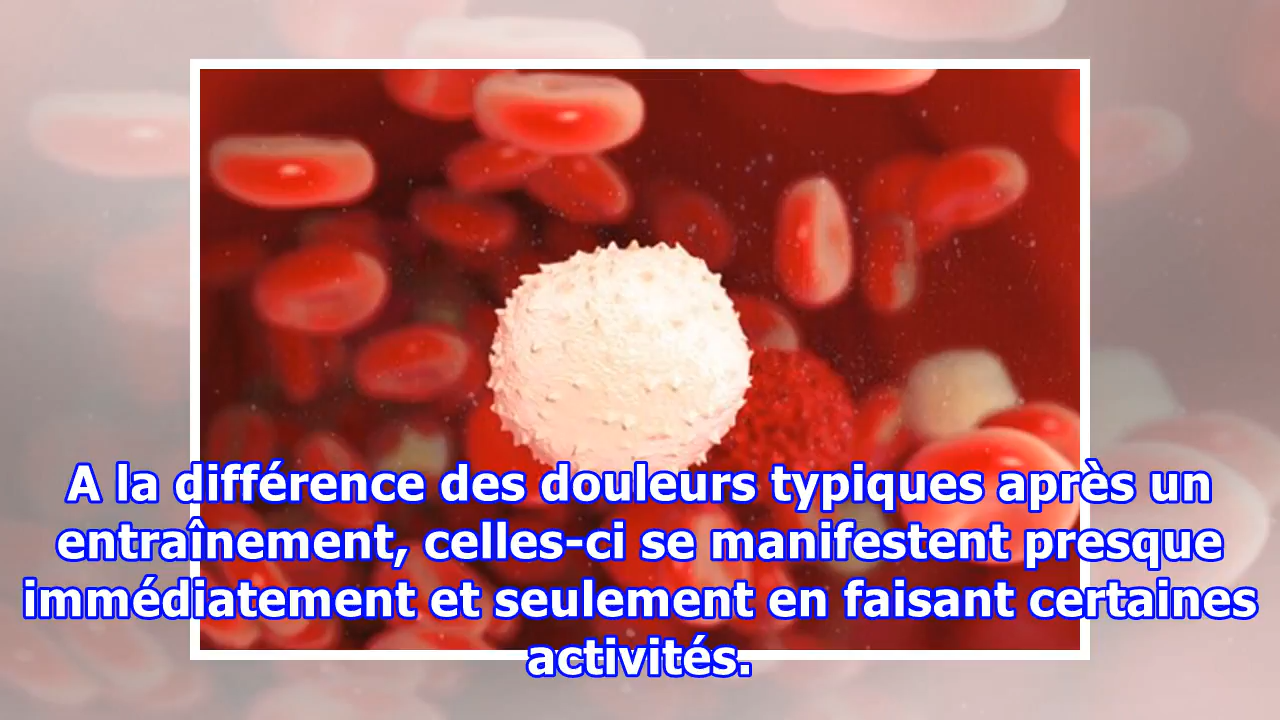 A la différence des douleurs typiques après un
entraînement, celles-ci se manifestent presque
immédiatement et seulement en faisant certaines
activités.